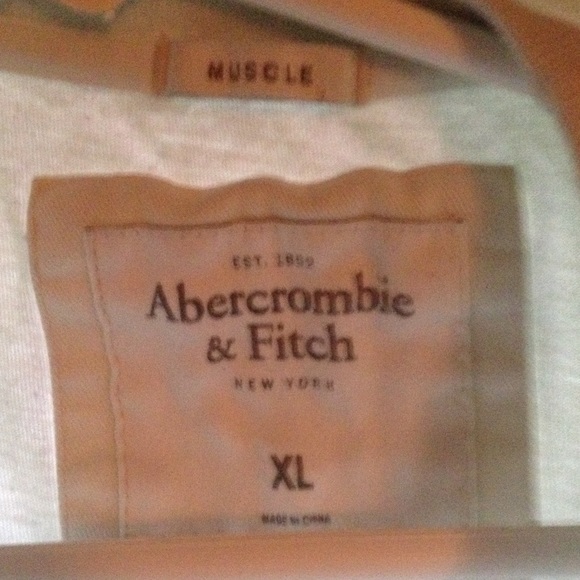 MUSCLE
EST. 1892
Abercrombie
& Fitch
NEW YORK
XL
MADE IN CHINA